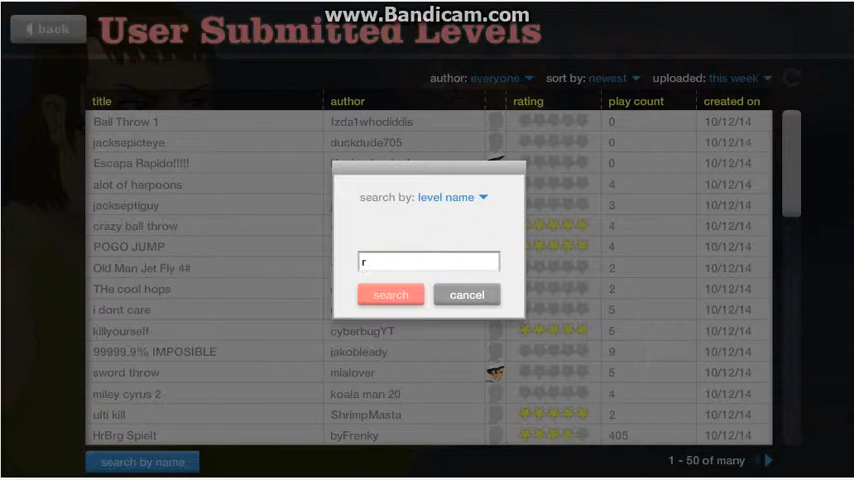 www.Bandicam.com
back
User Submitted Levels
author: everyone sort by: newest uploaded: this week
title author rating play count created on
Ball Throw 1 Izda1whodiddis 0 10/12/14
jacksepticeye duckdude705 0 10/12/14
Escapa Rapido!!!!! 0 10/12/14
alot of harpoons 4 10/12/14
jackseptiguy 3 10/12/14
crazy ball throw 4 10/12/14
POGO JUMP 4 10/12/14
Old Man Jet Fly 4# 2 10/12/14
THe cool hops 2 10/12/14
i dont care 5 10/12/14
killyourself cyberbugYT 5 10/12/14
99999.9% IMPOSIBLE jakobleady 9 10/12/14
sword throw mialover 5 10/12/14
miley cyrus 2 koala man 20 4 10/12/14
ulti kill ShrimpMasta 2 10/12/14
HrBrg Spielt byFrenky 405 10/12/14
search by: level name
r
search cancel
search by name 1 - 50 of many